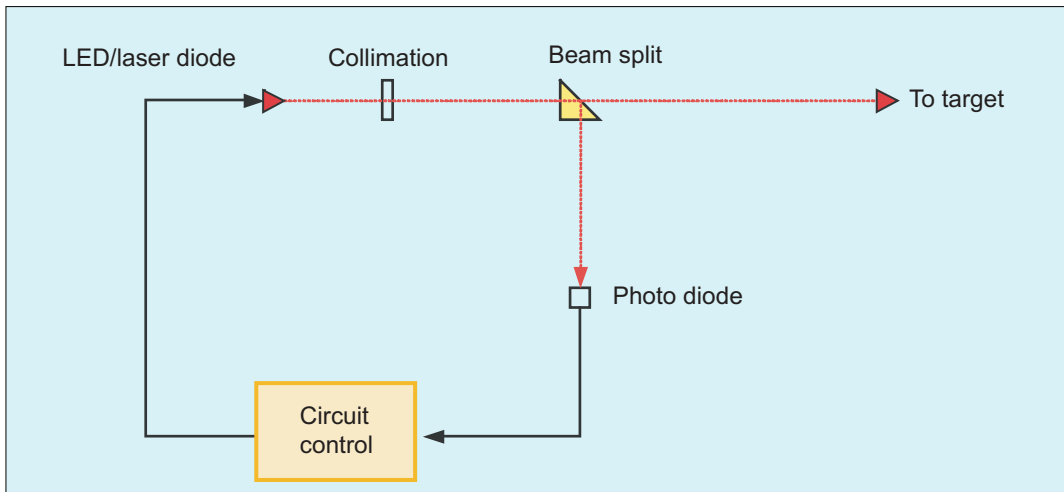 LED/laser diode
Collimation
Beam split
To target
Photo diode
Circuit
control